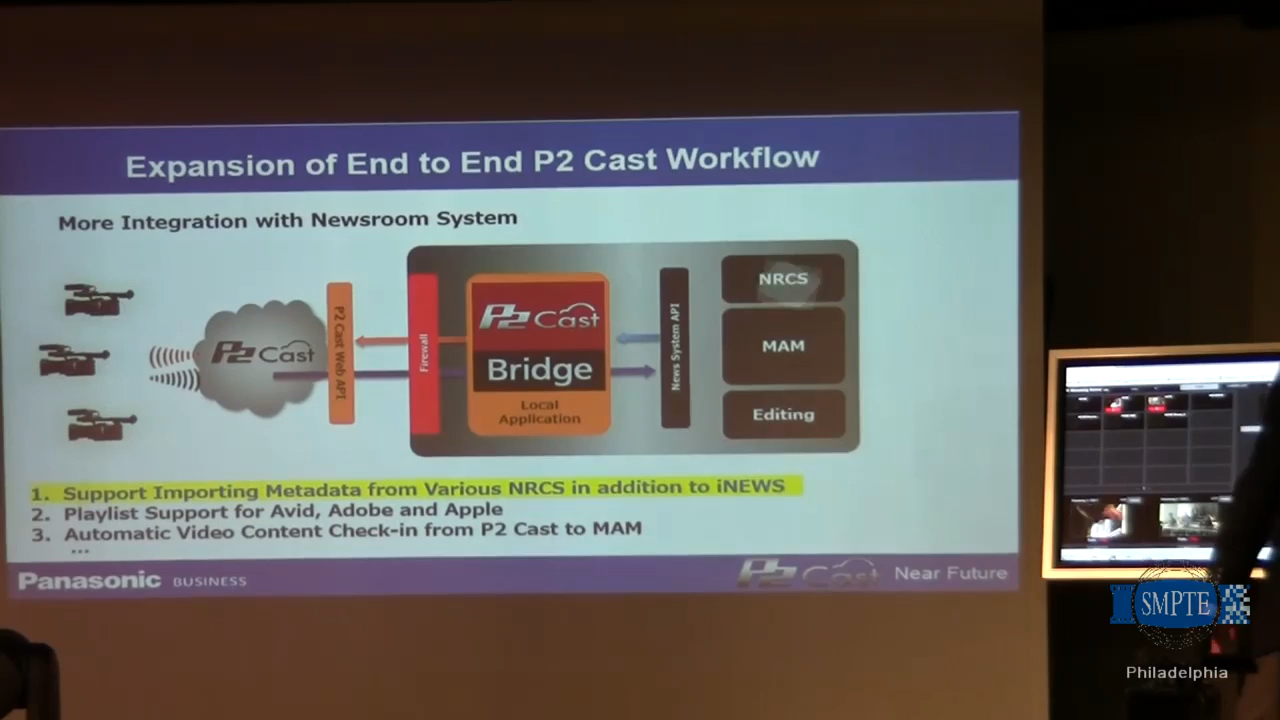 Expansion of End to End P2 Cast Workflow
More Integration with Newsroom System
P2 Cast
P2 Cast Web API
Firewall
P2 Cast
Bridge
Local
Application
News System API
NRCS
MAM
Editing
1. Support Importing Metadata from Various NRCS in addition to iNEWS
2. Playlist Support for Avid, Adobe and Apple
3. Automatic Video Content Check-in from P2 Cast to MAM
...
Panasonic BUSINESS
P2 Cast Near Future
SMPTE
Philadelphia